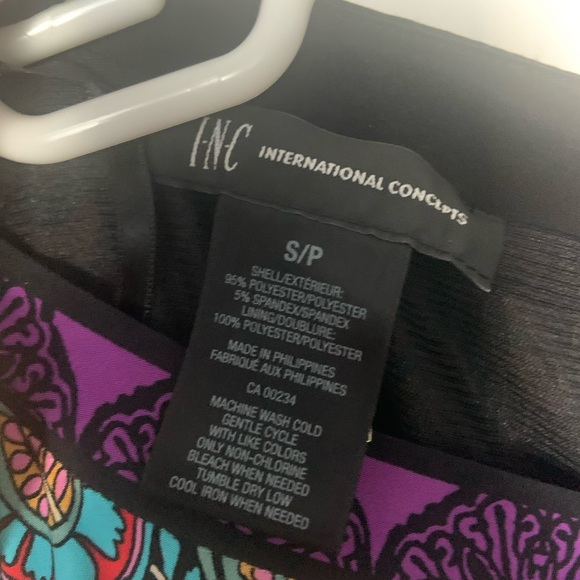 I·N·C INTERNATIONAL CONCEPTS
S/P
SHELL/EXTÉRIEUR:
95% POLYESTER/POLYESTER
5% SPANDEX/SPANDEX
LINING/DOUBLURE:
100% POLYESTER/POLYESTER
MADE IN PHILIPPINES
FABRIQUÉ AUX PHILIPPINES
CA 00234
MACHINE WASH COLD
GENTLE CYCLE
WITH LIKE COLORS
ONLY NON-CHLORINE
BLEACH WHEN NEEDED
TUMBLE DRY LOW
COOL IRON WHEN NEEDED